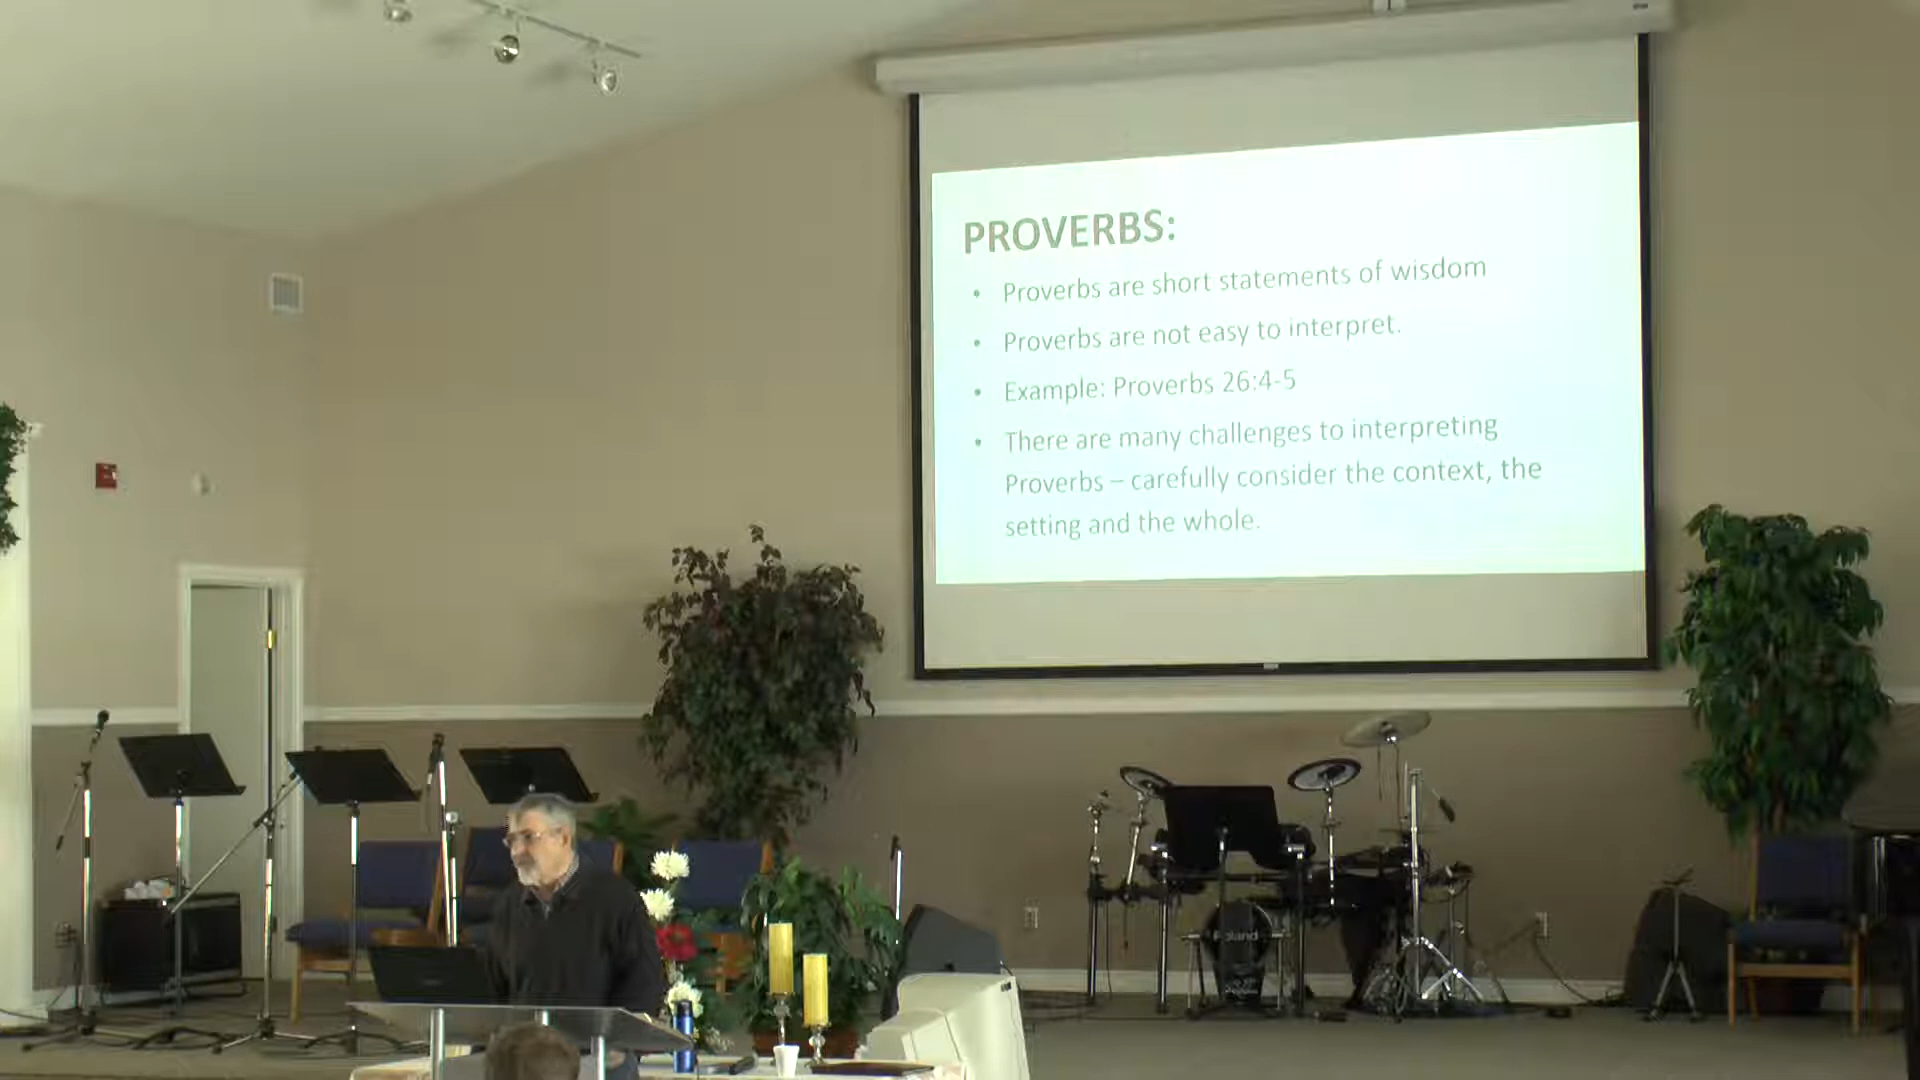 PROVERBS:
• Proverbs are short statements of wisdom
• Proverbs are not easy to interpret.
• Example: Proverbs 26:4-5
• There are many challenges to interpreting
Proverbs – carefully consider the context, the
setting and the whole.
Roland